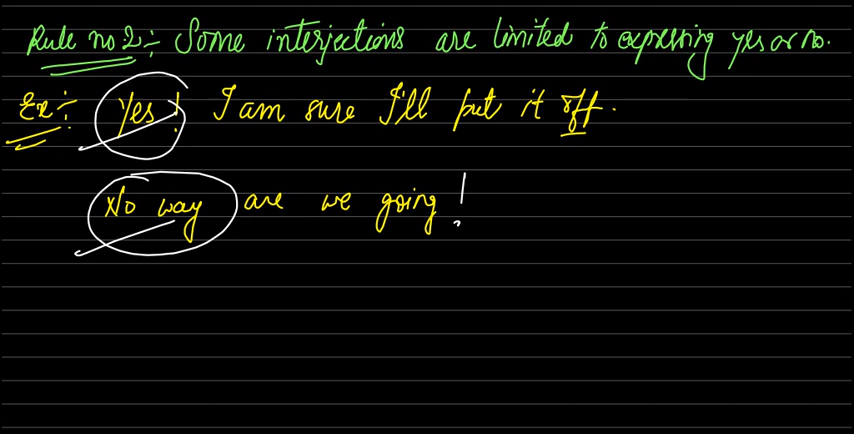 Rule no 2:- Some interjections are limited to expressing yes or no.
Ex:- Yes! I am sure I'll put it off.
No way are we going!